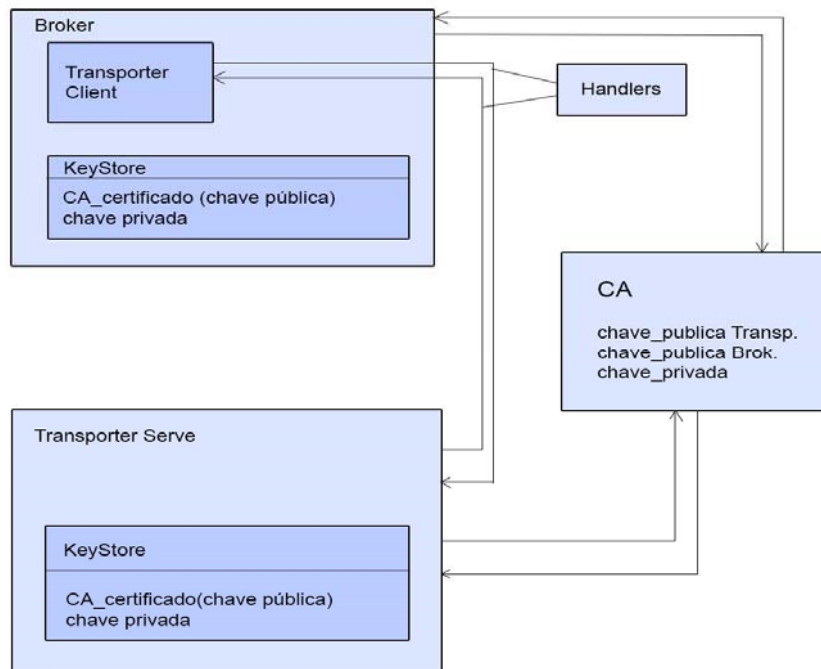 Broker
Transporter
Client
Handlers
KeyStore
CA_certificado (chave pública)
chave privada
CA
chave_publica Transp.
chave_publica Brok.
chave_privada
Transporter Serve
KeyStore
CA_certificado(chave pública)
chave privada